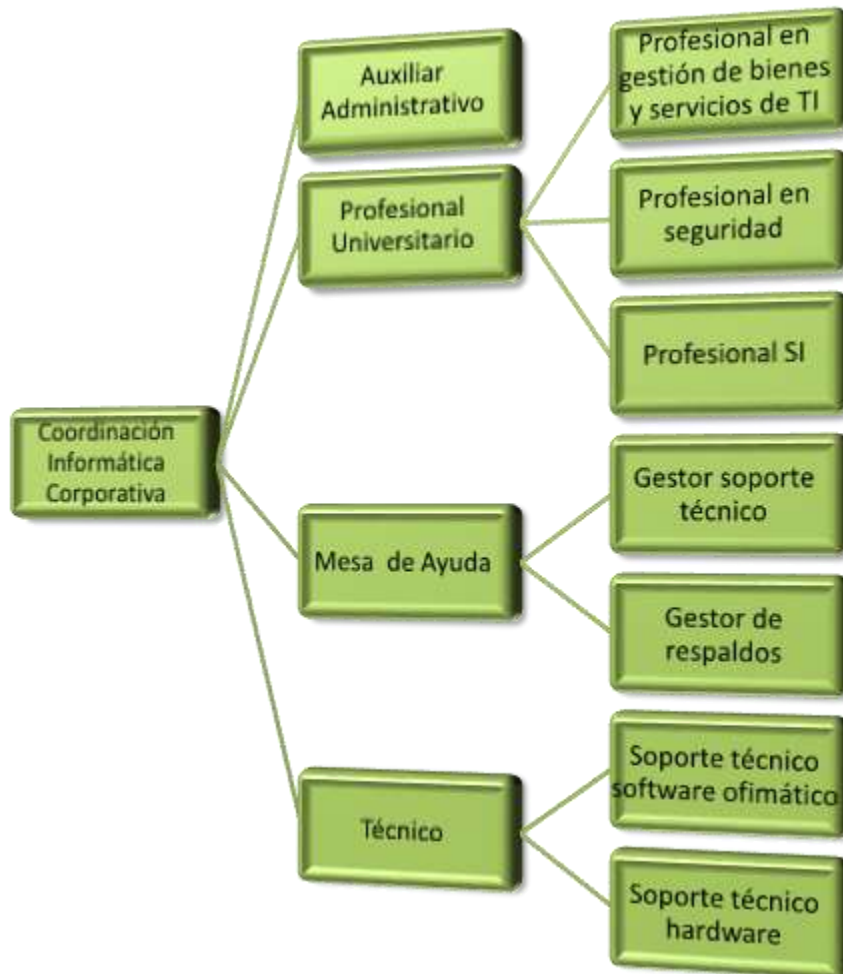 Coordinación
Informática
Corporativa
Auxiliar
Administrativo
Profesional
Universitario
Profesional en
gestión de bienes
y servicios de TI
Profesional en
seguridad
Profesional SI
Mesa de Ayuda
Gestor soporte
técnico
Gestor de
respaldos
Técnico
Soporte técnico
software ofimático
Soporte técnico
hardware